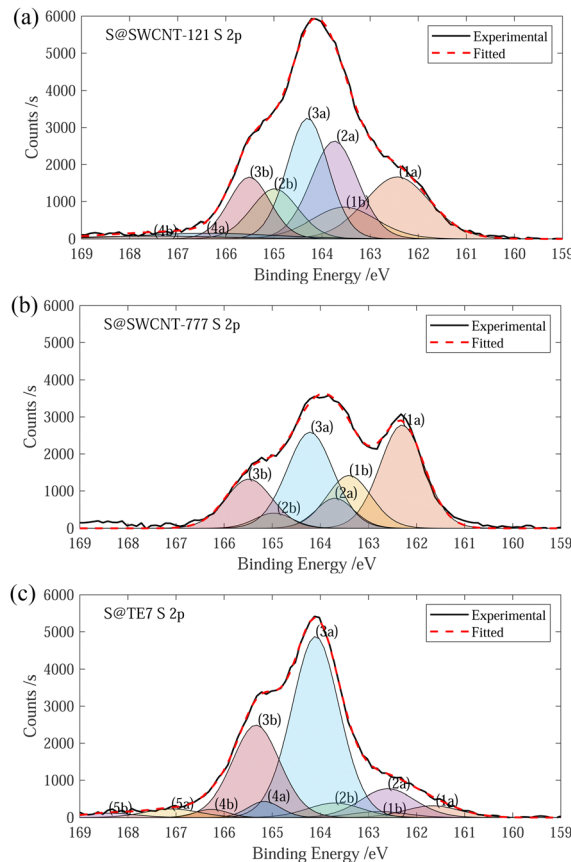 (a)
S@SWCNT-121 S 2p
Experimental
Fitted
(3a)
(2a)
(3b)
(2b)
(1a)
(1b)
(4b)
(4a)
Counts /s
6000
5000
4000
3000
2000
1000
0
169 168 167 166 165 164 163 162 161 160 159
Binding Energy /eV
(b)
S@SWCNT-777 S 2p
Experimental
Fitted
(1a)
(3a)
(3b)
(1b)
(2a)
(2b)
Counts /s
6000
5000
4000
3000
2000
1000
0
169 168 167 166 165 164 163 162 161 160 159
Binding Energy /eV
(c)
S@TE7 S 2p
Experimental
Fitted
(3a)
(3b)
(2a)
(4a)
(2b)
(1a)
(5b)
(5a)
(4b)
(1b)
Counts /s
6000
5000
4000
3000
2000
1000
0
169 168 167 166 165 164 163 162 161 160 159
Binding Energy /eV